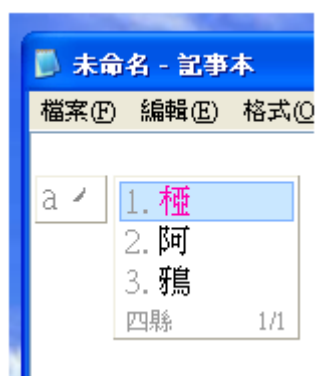 未命名 - 記事本
檔案(F) 編輯(E) 格式(O
a ˊ
1. 椏
2. 阿
3. 鴉
四縣 1/1